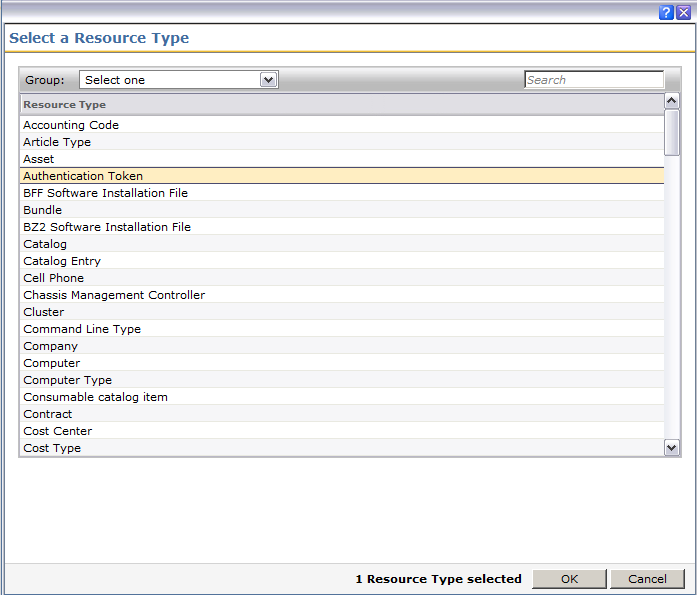 Select a Resource Type
Group: Select one Search
Resource Type
Accounting Code
Article Type
Asset
Authentication Token
BFF Software Installation File
Bundle
BZ2 Software Installation File
Catalog
Catalog Entry
Cell Phone
Chassis Management Controller
Cluster
Command Line Type
Company
Computer
Computer Type
Consumable catalog item
Contract
Cost Center
Cost Type
1 Resource Type selected OK Cancel